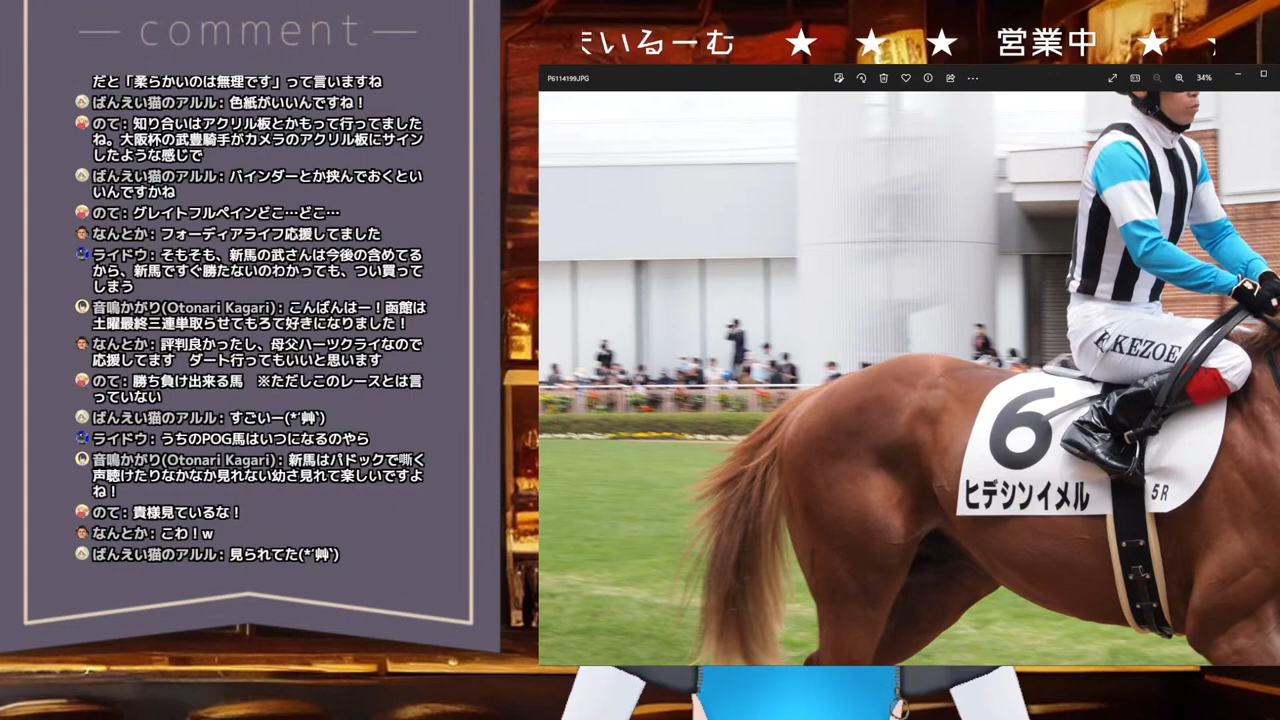 comment
だと「柔らかいのは無理です」って言いますね
ばんえい猫のアルル : 色紙がいいんですね！
のて : 知り合いはアクリル板とかもって行ってました
ね。大阪杯の武豊騎手がカメラのアクリル板にサイン
したような感じで
ばんえい猫のアルル : バインダーとか挟んでおくとい
いんですかね
のて : グレイトフルペインどこ…どこ…
なんとか : フォーディアライフ応援してました
ライドウ : そもそも、新馬の武さんは今後の含めてる
から、新馬ですぐ勝たないのわかっても、つい買って
しまう
音鳴かがり(Otonari Kagari) : こんばんはー！函館は
土曜最終三連単取らせてもろて好きになりました！
なんとか : 評判良かったし、母父ハーツクライなので
応援してます　ダート行ってもいいと思います
のて : 勝ち負け出来る馬　※ただしこのレースとは言
っていない
ばんえい猫のアルル : すごいー(*´艸`)
ライドウ : うちのPOG馬はいつになるのやら
音鳴かがり(Otonari Kagari) : 新馬はパドックで嘶く
声聴けたりなかなか見れない幼さ見れて楽しいですよ
ね！
のて : 貴様見ているな！
なんとか : こわ！w
ばんえい猫のアルル : 見られてた(*´艸`)
いるーむ ★ ★ ★ 営業中 ★
P6114199.JPG
34%
KEZOE
6
ヒデシンイメル
5R